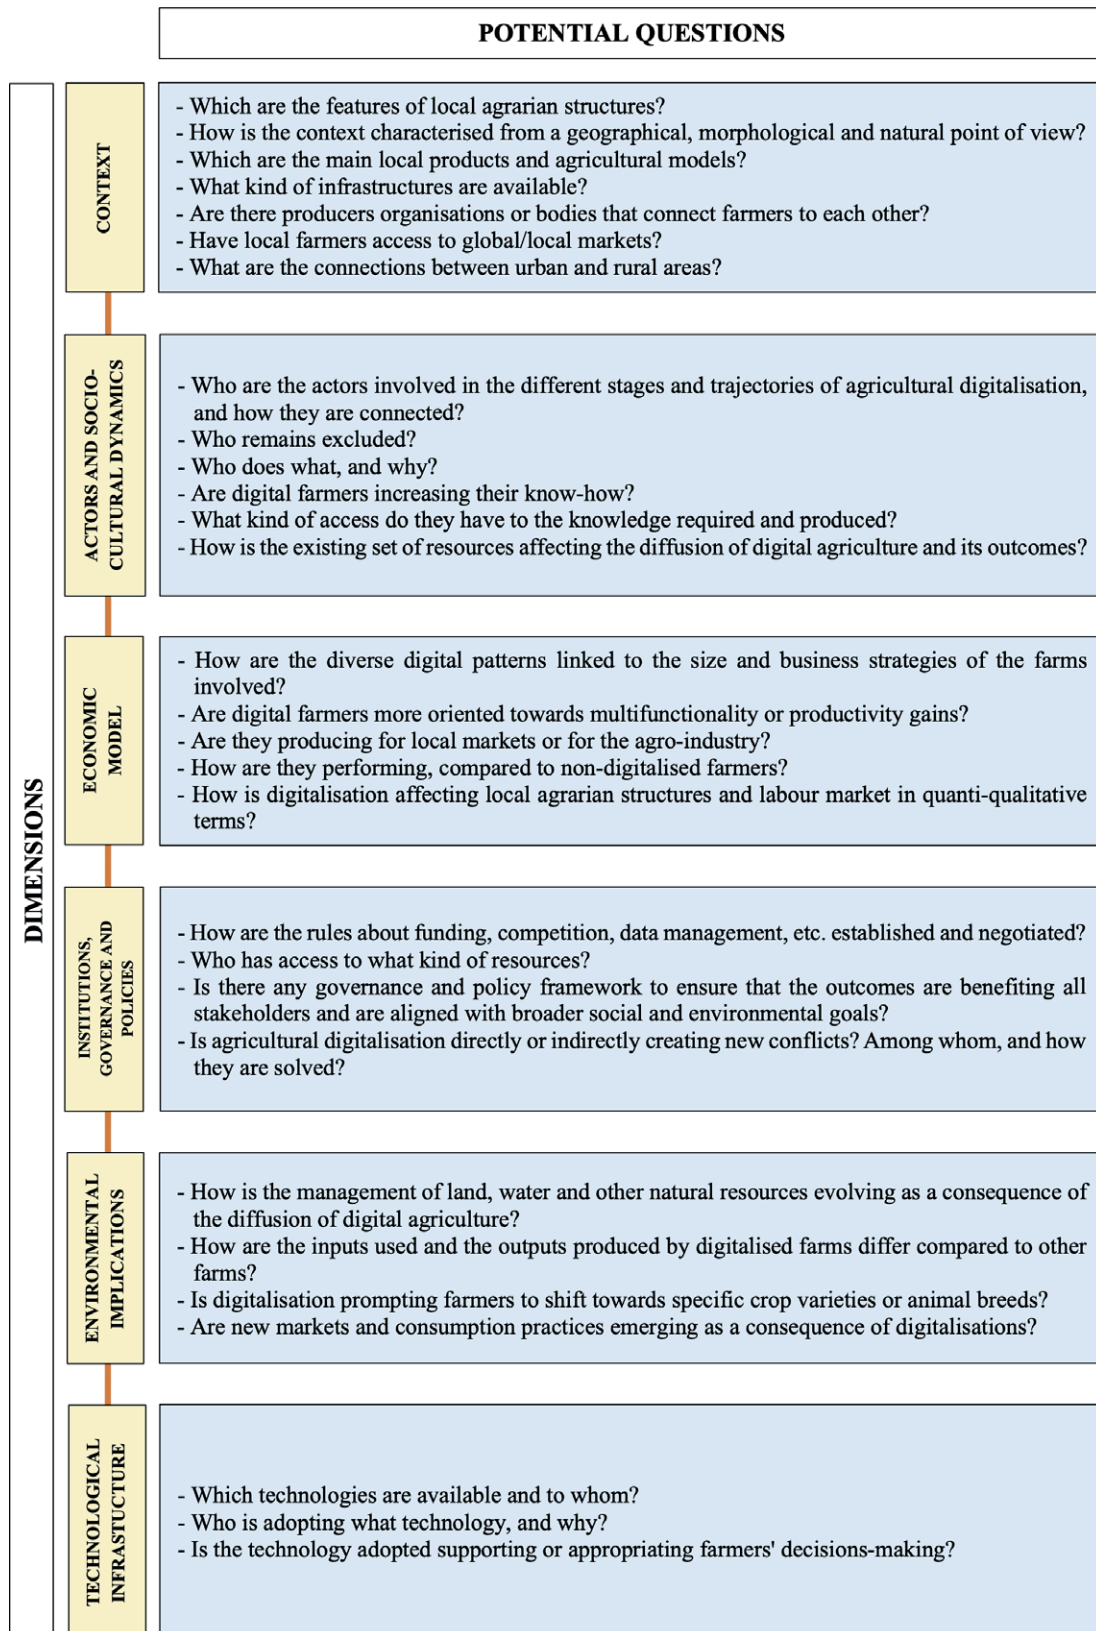 POTENTIAL QUESTIONS
DIMENSIONS
CONTEXT
- Which are the features of local agrarian structures?
- How is the context characterised from a geographical, morphological and natural point of view?
- Which are the main local products and agricultural models?
- What kind of infrastructures are available?
- Are there producers organisations or bodies that connect farmers to each other?
- Have local farmers access to global/local markets?
- What are the connections between urban and rural areas?
ACTORS AND SOCIO-
CULTURAL DYNAMICS
- Who are the actors involved in the different stages and trajectories of agricultural digitalisation,
and how they are connected?
- Who remains excluded?
- Who does what, and why?
- Are digital farmers increasing their know-how?
- What kind of access do they have to the knowledge required and produced?
- How is the existing set of resources affecting the diffusion of digital agriculture and its outcomes?
ECONOMIC
MODEL
- How are the diverse digital patterns linked to the size and business strategies of the farms
involved?
- Are digital farmers more oriented towards multifunctionality or productivity gains?
- Are they producing for local markets or for the agro-industry?
- How are they performing, compared to non-digitalised farmers?
- How is digitalisation affecting local agrarian structures and labour market in quanti-qualitative
terms?
INSTITUTIONS,
GOVERNANCE AND
POLICIES
- How are the rules about funding, competition, data management, etc. established and negotiated?
- Who has access to what kind of resources?
- Is there any governance and policy framework to ensure that the outcomes are benefiting all
stakeholders and are aligned with broader social and environmental goals?
- Is agricultural digitalisation directly or indirectly creating new conflicts? Among whom, and how
they are solved?
ENVIRONMENTAL
IMPLICATIONS
- How is the management of land, water and other natural resources evolving as a consequence of
the diffusion of digital agriculture?
- How are the inputs used and the outputs produced by digitalised farms differ compared to other
farms?
- Is digitalisation prompting farmers to shift towards specific crop varieties or animal breeds?
- Are new markets and consumption practices emerging as a consequence of digitalisations?
TECHNOLOGICAL
INFRASTUCTURE
- Which technologies are available and to whom?
- Who is adopting what technology, and why?
- Is the technology adopted supporting or appropriating farmers' decisions-making?